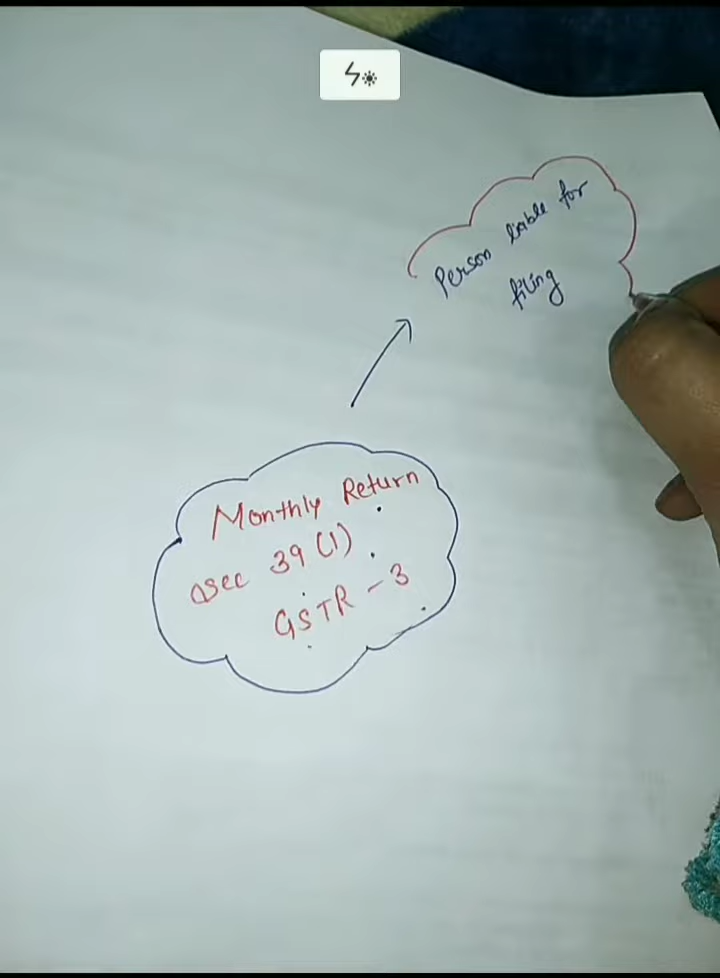 Person liable for
filing
Monthly Return
Sec 39 (1)
GSTR - 3